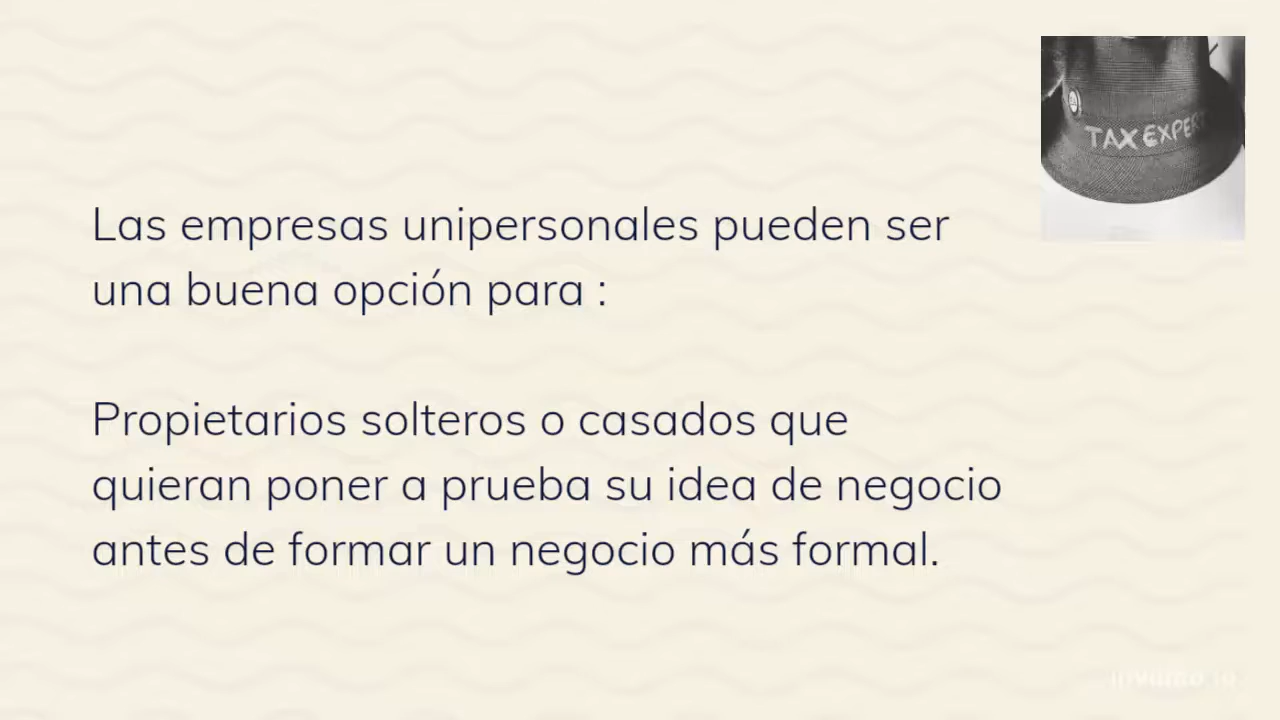 TAX EXPERT
Las empresas unipersonales pueden ser
una buena opción para :
Propietarios solteros o casados que
quieran poner a prueba su idea de negocio
antes de formar un negocio más formal.